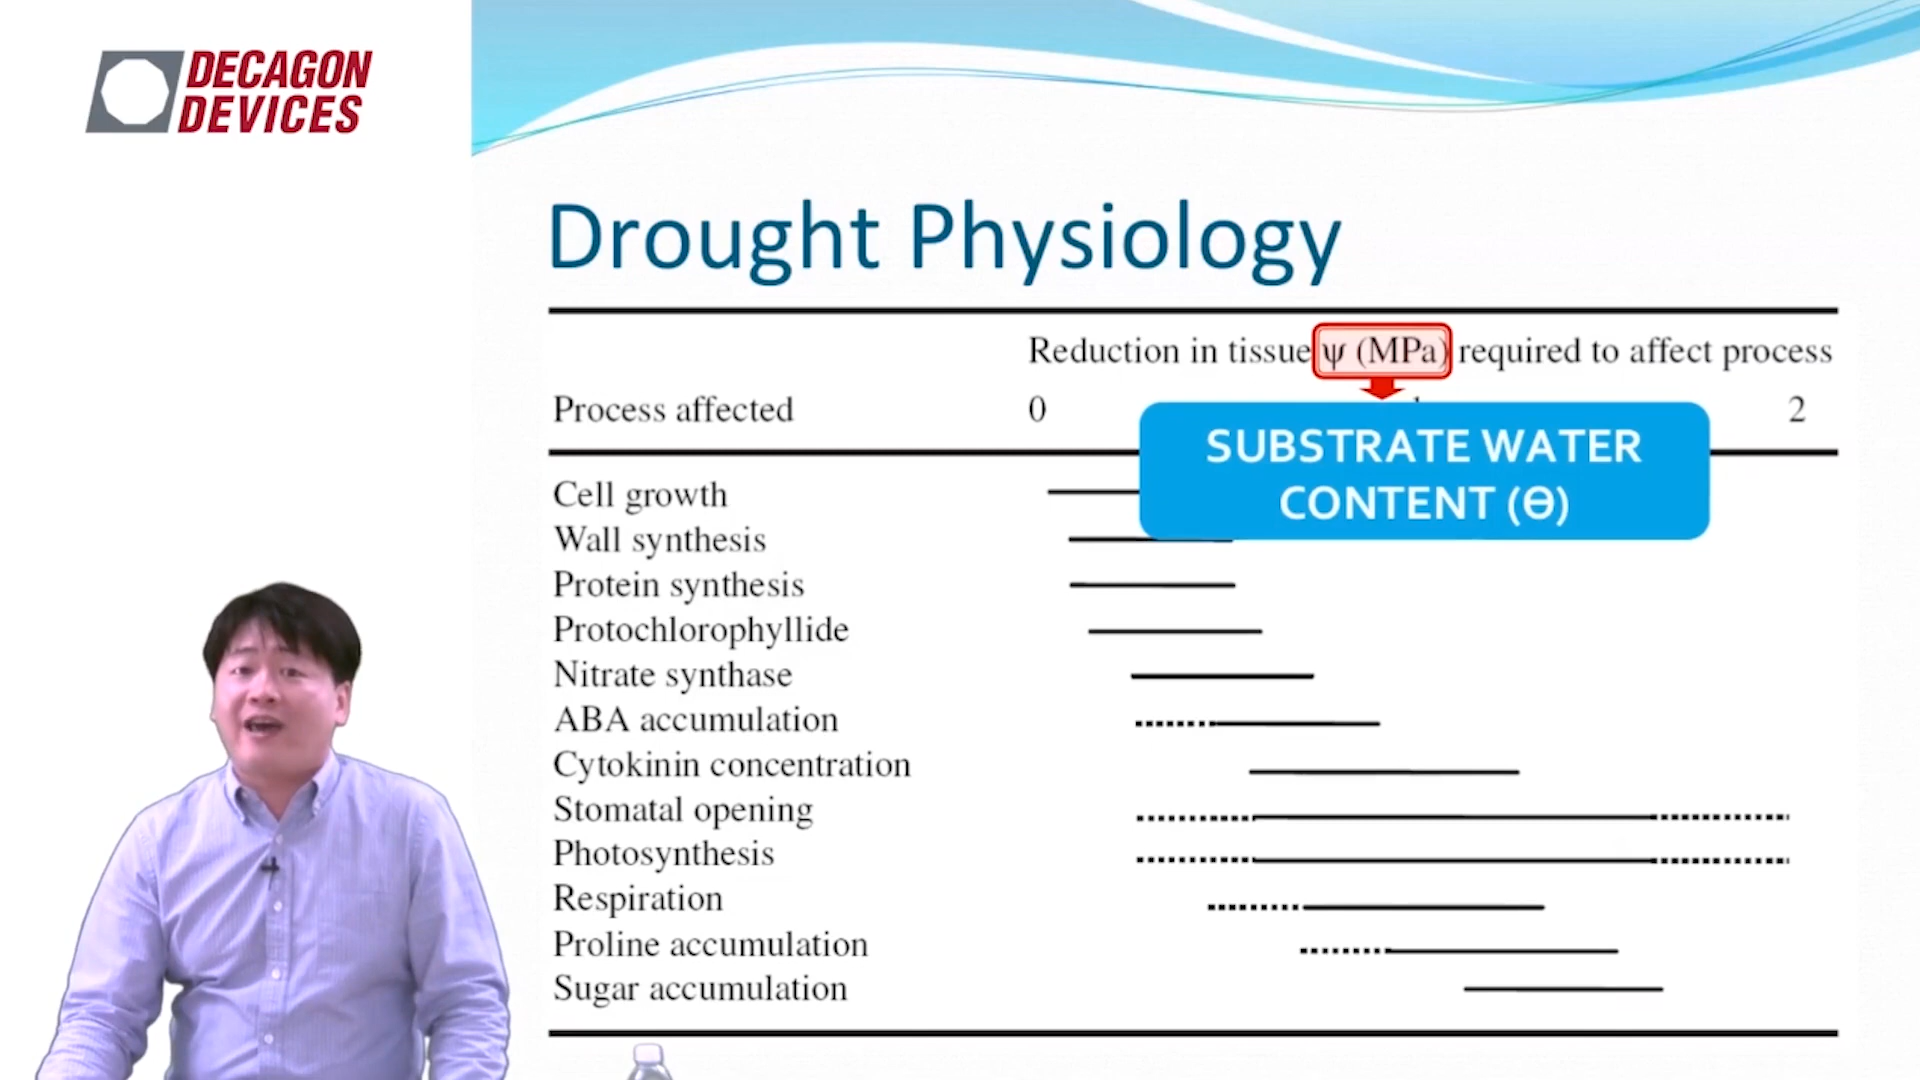 DECAGON
DEVICES
Drought Physiology
Reduction in tissue ψ (MPa) required to affect process
Process affected 0 2
SUBSTRATE WATER
CONTENT (Ɵ)
Cell growth
Wall synthesis
Protein synthesis
Protochlorophyllide
Nitrate synthase
ABA accumulation
Cytokinin concentration
Stomatal opening
Photosynthesis
Respiration
Proline accumulation
Sugar accumulation